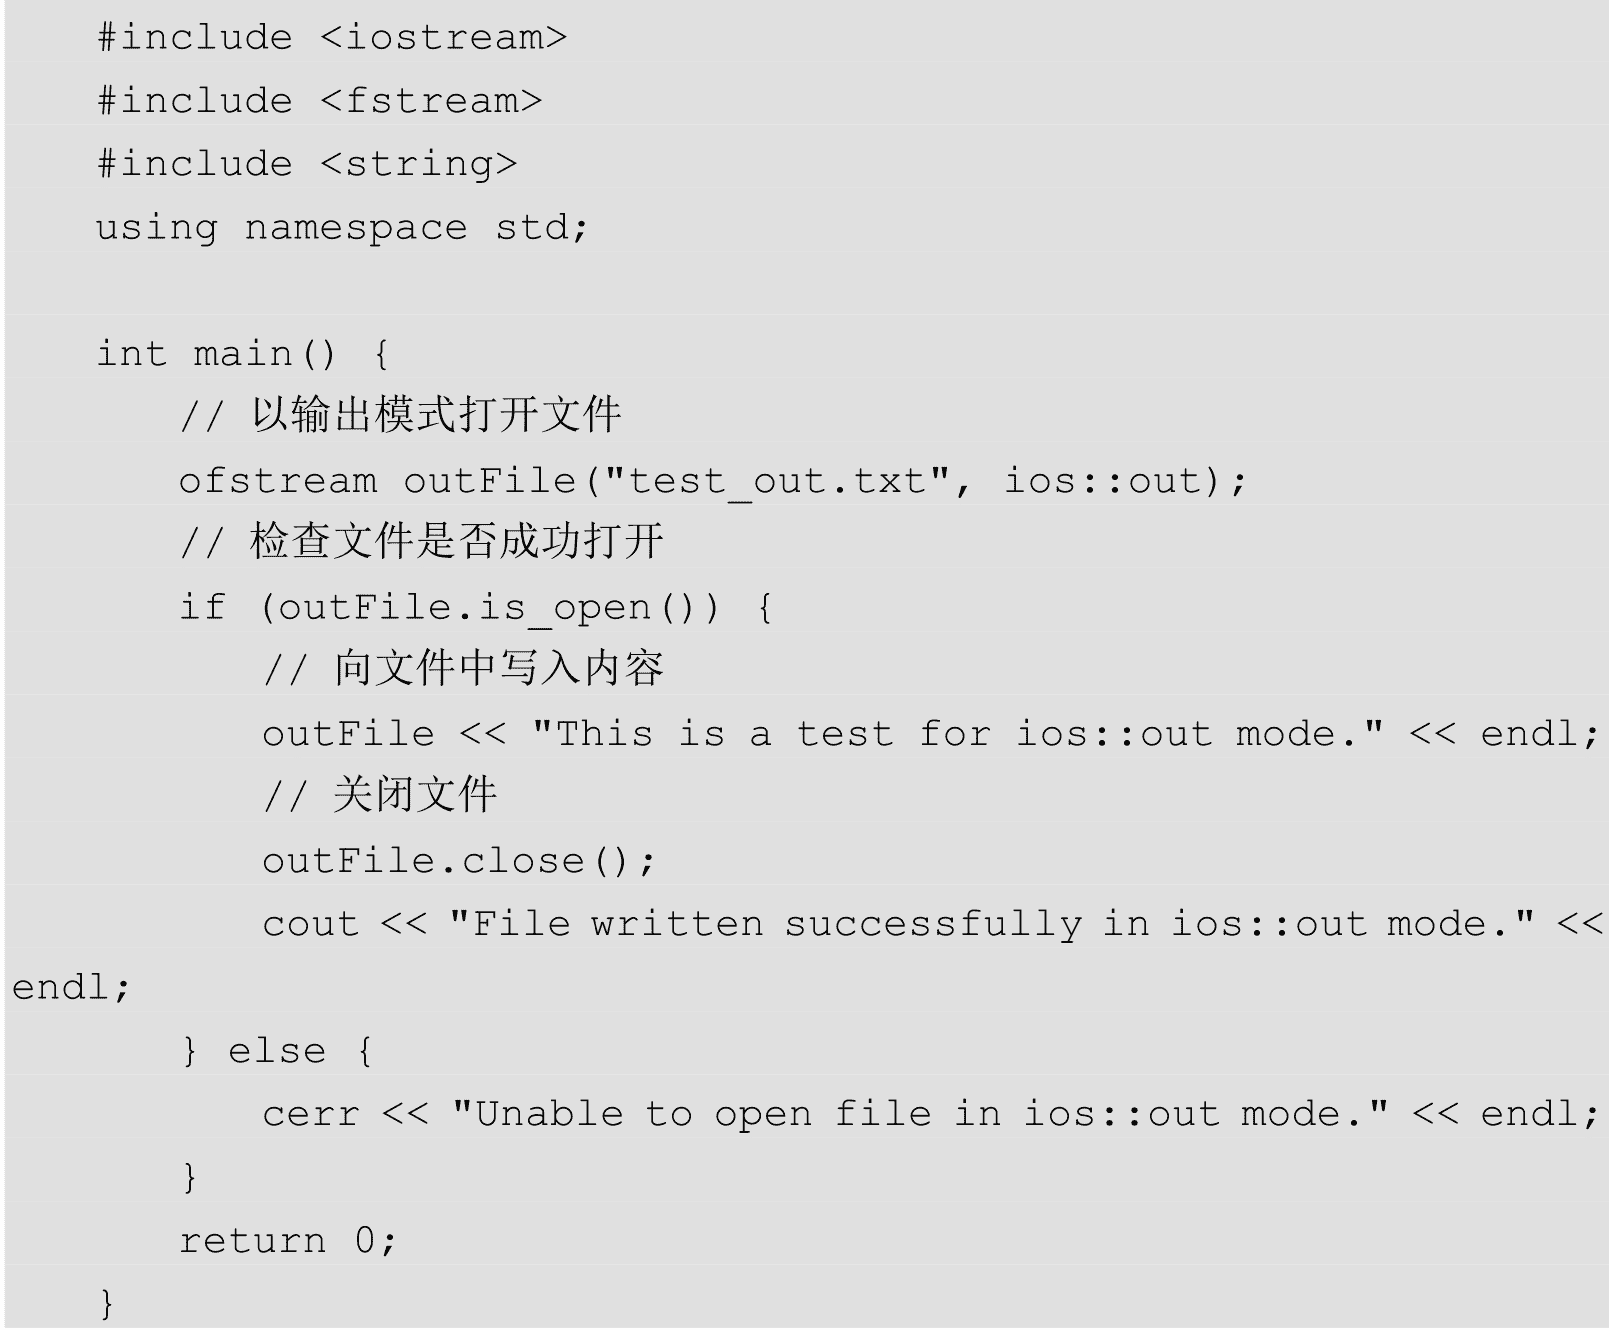 #include <iostream>
#include <fstream>
#include <string>
using namespace std;

int main() {
    // 以输出模式打开文件
    ofstream outFile("test_out.txt", ios::out);
    // 检查文件是否成功打开
    if (outFile.is_open()) {
        // 向文件中写入内容
        outFile << "This is a test for ios::out mode." << endl;
        // 关闭文件
        outFile.close();
        cout << "File written successfully in ios::out mode." <<
endl;
    } else {
        cerr << "Unable to open file in ios::out mode." << endl;
    }
    return 0;
}